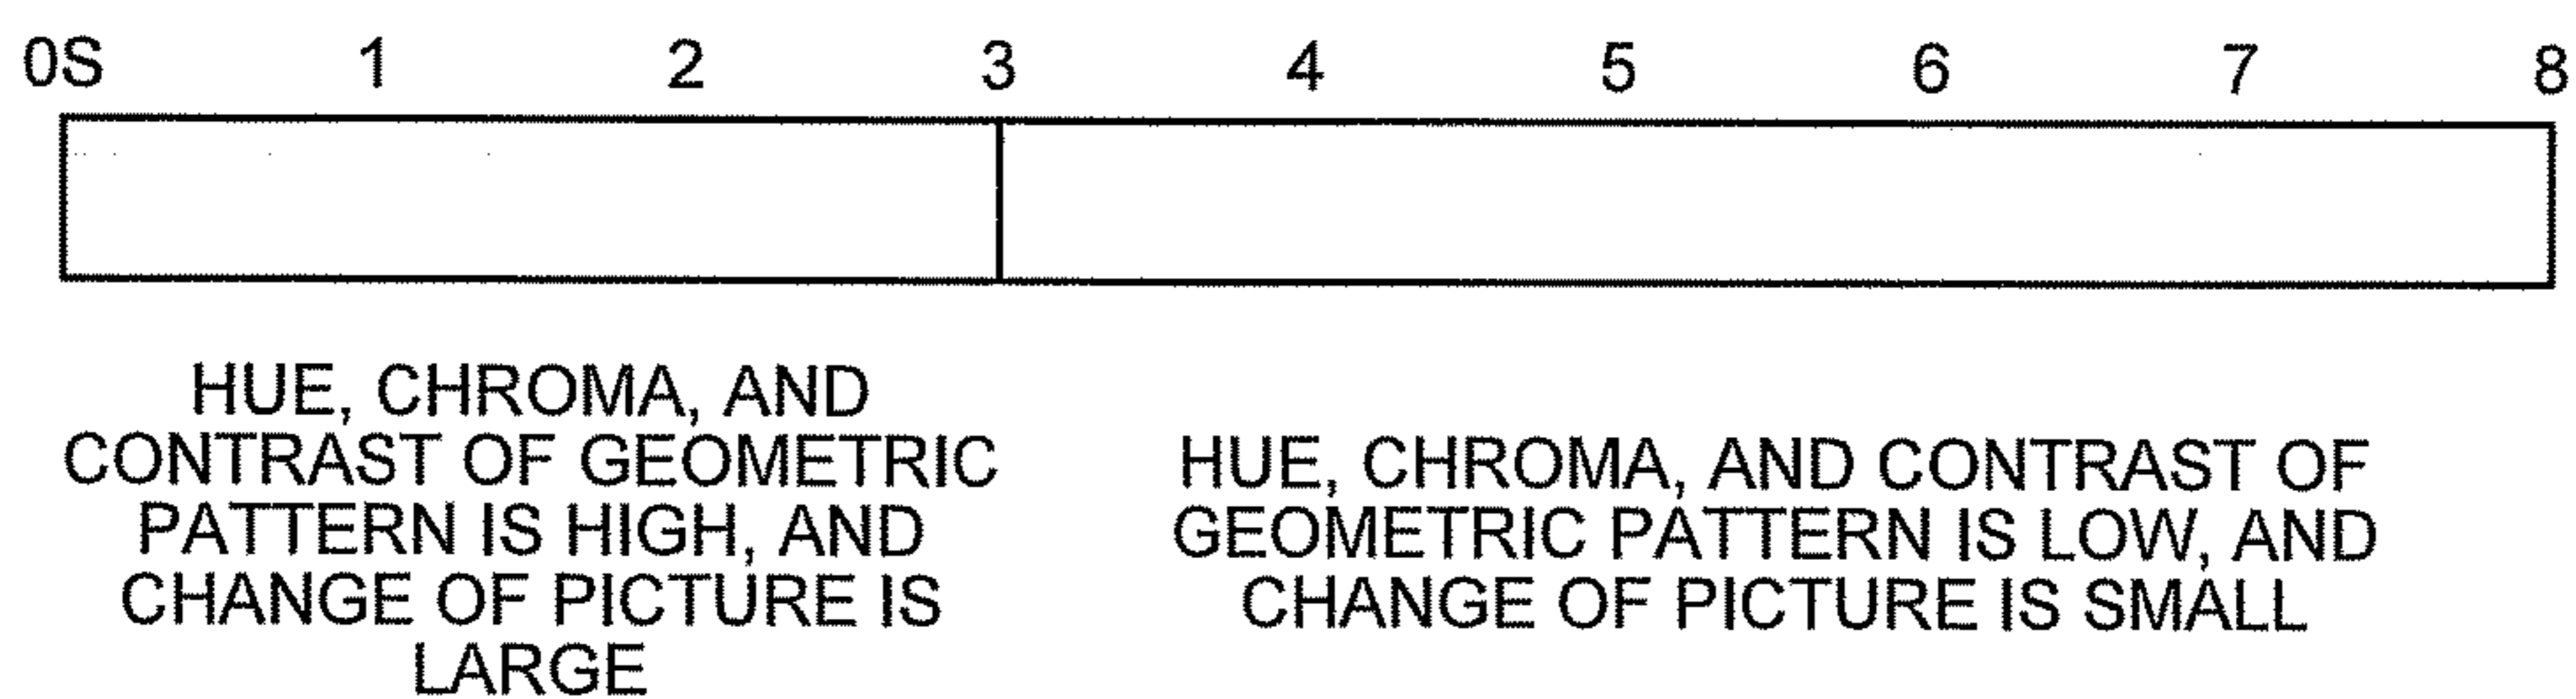 0S 1 2 3 4 5 6 7 8
HUE, CHROMA, AND
CONTRAST OF GEOMETRIC
PATTERN IS HIGH, AND
CHANGE OF PICTURE IS
LARGE
HUE, CHROMA, AND CONTRAST OF
GEOMETRIC PATTERN IS LOW, AND
CHANGE OF PICTURE IS SMALL